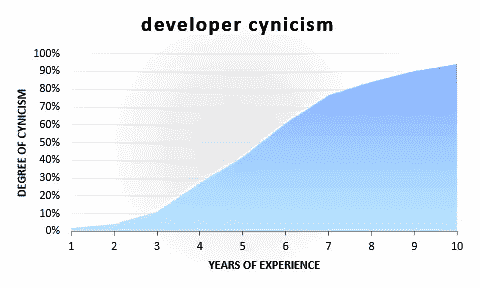 developer cynicism
100%
90%
80%
70%
60%
50%
40%
30%
20%
10%
0%
DEGREE OF CYNICISM
1 2 3 4 5 6 7 8 9 10
YEARS OF EXPERIENCE